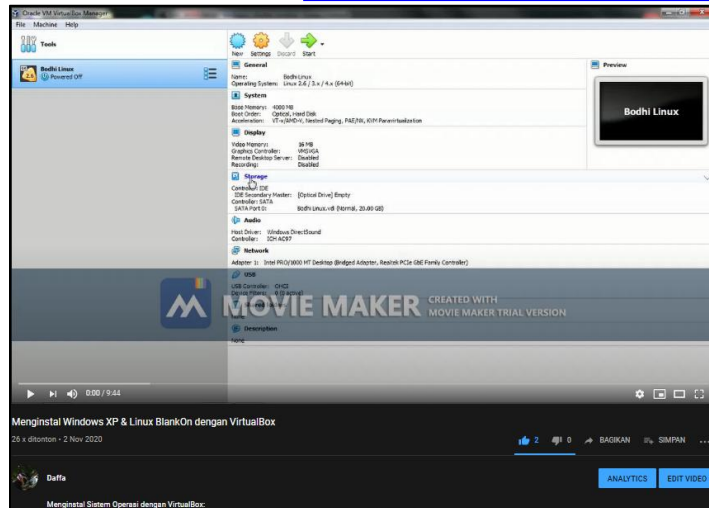 Oracle VM VirtualBox Manager
File Machine Help
Tools
New Settings Discard Start
Bodhi Linux
Powered Off
General
Name: Bodhi Linux
Operating System: Linux 2.6 / 3.x / 4.x (64-bit)
System
Base Memory: 4000 MB
Boot Order: Optical, Hard Disk
Acceleration: VT-x/AMD-V, Nested Paging, PAE/NX, KVM Paravirtualization
Preview
Bodhi Linux
Display
Video Memory: 16 MB
Graphics Controller: VMSVGA
Remote Desktop Server: Disabled
Recording: Disabled
Storage
Controller: IDE
IDE Secondary Master: [Optical Drive] Empty
Controller: SATA
SATA Port 0: Bodhi Linux.vdi (Normal, 20.00 GB)
Audio
Host Driver: Windows DirectSound
Controller: ICH AC97
Network
Adapter 1: Intel PRO/1000 MT Desktop (Bridged Adapter, Realtek PCIe GbE Family Controller)
USB
USB Controller: OHCI
Device Filters: 0 (0 active)
None
Description
None
MOVIE MAKER
CREATED WITH
MOVIE MAKER TRIAL VERSION
0:00 / 9:44
Menginstal Windows XP & Linux BlankOn dengan VirtualBox
26 x ditonton • 2 Nov 2020
2 0 BAGIKAN SIMPAN ...
Daffa
ANALYTICS EDIT VIDEO
Menginstal Sistem Operasi dengan VirtualBox: